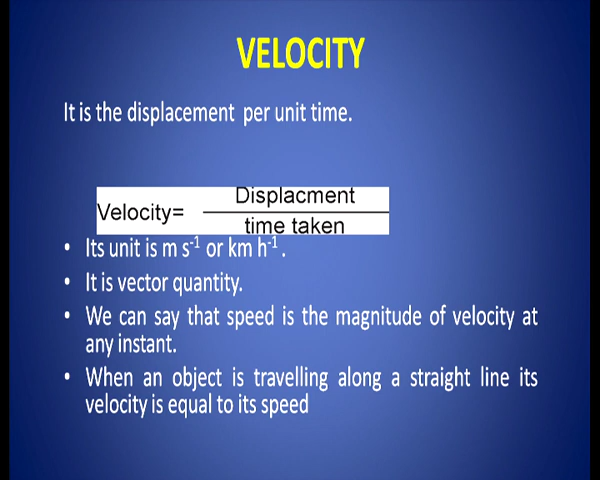 VELOCITY
It is the displacement per unit time.
Displacment
Velocity=
time taken
• Its unit is m s⁻¹ or km h⁻¹ .
• It is vector quantity.
• We can say that speed is the magnitude of velocity at
any instant.
• When an object is travelling along a straight line its
velocity is equal to its speed